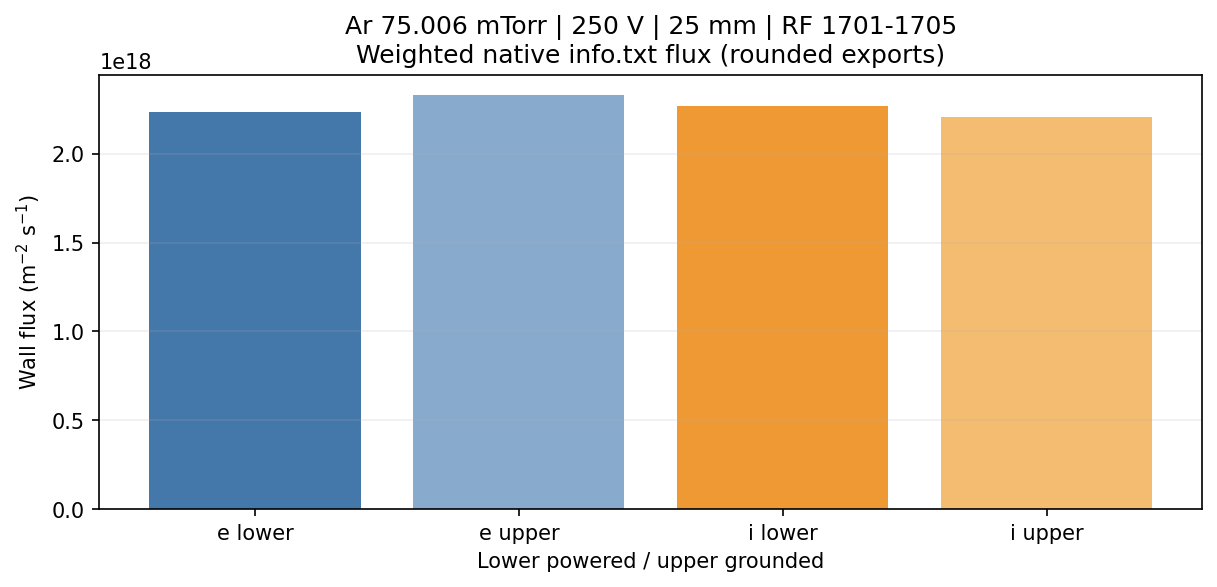 Ar 75.006 mTorr | 250 V | 25 mm | RF 1701-1705
Weighted native info.txt flux (rounded exports)
1e18
2.0
1.5
1.0
0.5
0.0
Wall flux (m⁻² s⁻¹)
e lower
e upper
i lower
i upper
Lower powered / upper grounded